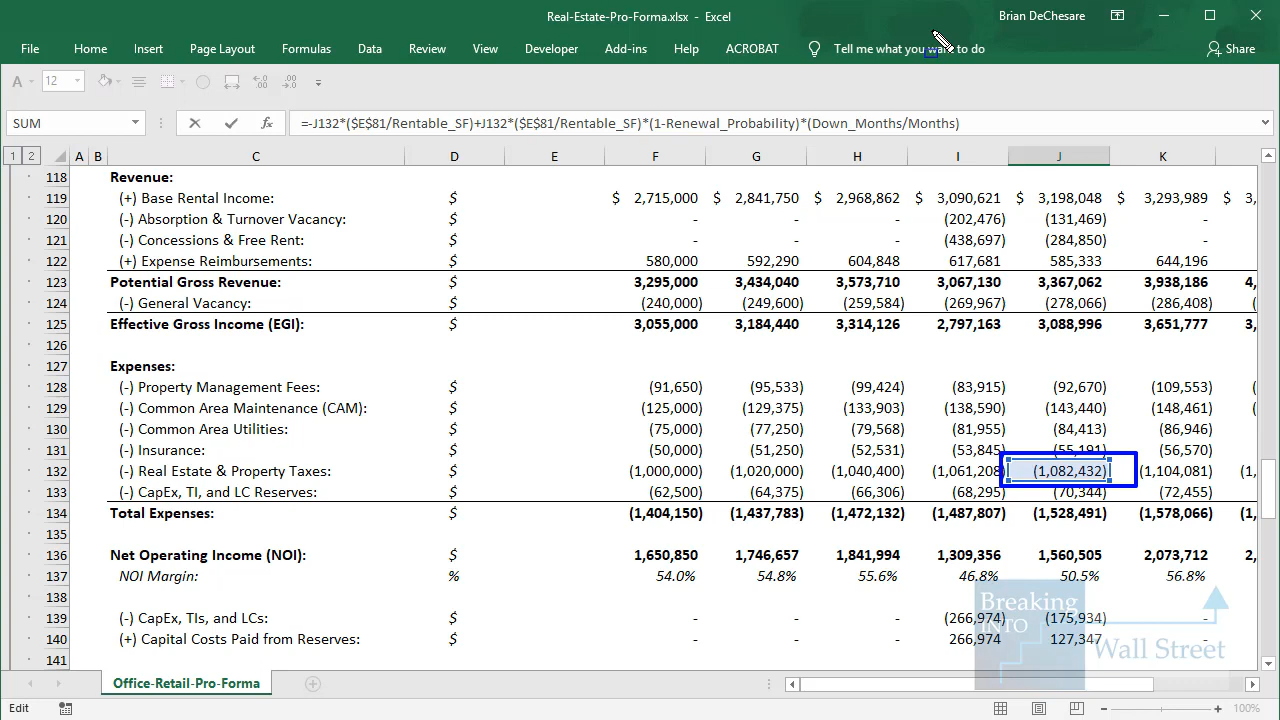 Real-Estate-Pro-Forma.xlsx - Excel
Brian DeChesare
File Home Insert Page Layout Formulas Data Review View Developer Add-ins Help ACROBAT Tell me what you want to do Share
A 12
SUM =-J132*($E$81/Rentable_SF)+J132*($E$81/Rentable_SF)*(1-Renewal_Probability)*(Down_Months/Months)
1 2 A B C D E F G H I J K
118 Revenue:
119 (+) Base Rental Income: $ $ 2,715,000 $ 2,841,750 $ 2,968,862 $ 3,090,621 $ 3,198,048 $ 3,293,989 $ 3,
120 (-) Absorption & Turnover Vacancy: $ - - - (202,476) (131,469) -
121 (-) Concessions & Free Rent: $ - - - (438,697) (284,850) -
122 (+) Expense Reimbursements: $ 580,000 592,290 604,848 617,681 585,333 644,196
123 Potential Gross Revenue: $ 3,295,000 3,434,040 3,573,710 3,067,130 3,367,062 3,938,186 4,
124 (-) General Vacancy: $ (240,000) (249,600) (259,584) (269,967) (278,066) (286,408) (
125 Effective Gross Income (EGI): $ 3,055,000 3,184,440 3,314,126 2,797,163 3,088,996 3,651,777 3,
126
127 Expenses:
128 (-) Property Management Fees: $ (91,650) (95,533) (99,424) (83,915) (92,670) (109,553) (
129 (-) Common Area Maintenance (CAM): $ (125,000) (129,375) (133,903) (138,590) (143,440) (148,461) (
130 (-) Common Area Utilities: $ (75,000) (77,250) (79,568) (81,955) (84,413) (86,946)
131 (-) Insurance: $ (50,000) (51,250) (52,531) (53,845) (55,191) (56,570)
132 (-) Real Estate & Property Taxes: $ (1,000,000) (1,020,000) (1,040,400) (1,061,208) (1,082,432) (1,104,081) (1,
133 (-) CapEx, TI, and LC Reserves: $ (62,500) (64,375) (66,306) (68,295) (70,344) (72,455)
134 Total Expenses: $ (1,404,150) (1,437,783) (1,472,132) (1,487,807) (1,528,491) (1,578,066) (1,
135
136 Net Operating Income (NOI): $ 1,650,850 1,746,657 1,841,994 1,309,356 1,560,505 2,073,712 2,
137 NOI Margin: % 54.0% 54.8% 55.6% 46.8% 50.5% 56.8%
138
139 (-) CapEx, TIs, and LCs: $ - - - (266,974) (175,934) -
140 (+) Capital Costs Paid from Reserves: $ - - - 266,974 127,347 -
141
Breaking
INTO
Wall Street
Office-Retail-Pro-Forma
Edit 100%